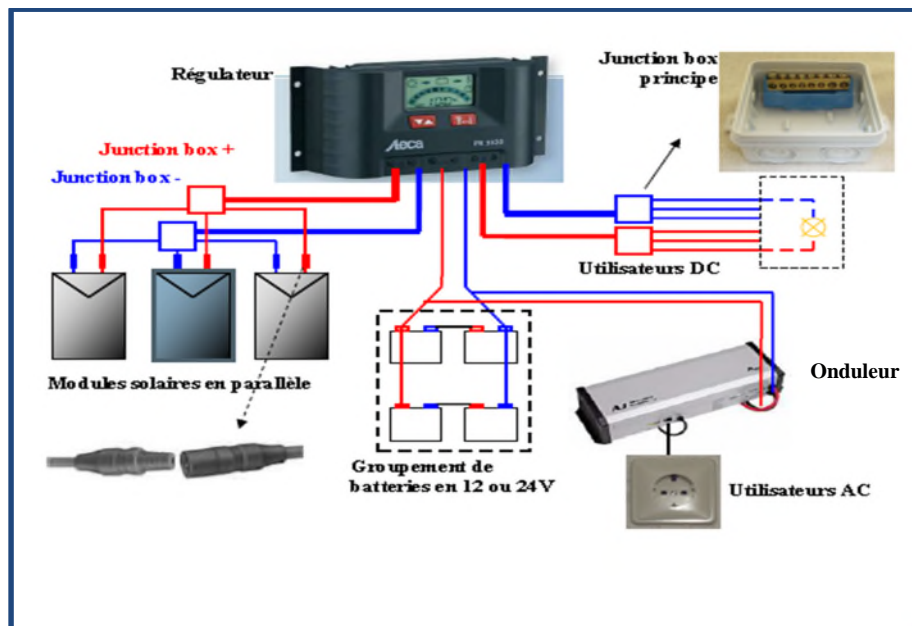 Régulateur
Junction box
principe
Steca
Junction box +
Junction box -
Utilisateurs DC
Modules solaires en parallèle
Onduleur
Groupement de
batteries en 12 ou 24V
Utilisateurs AC